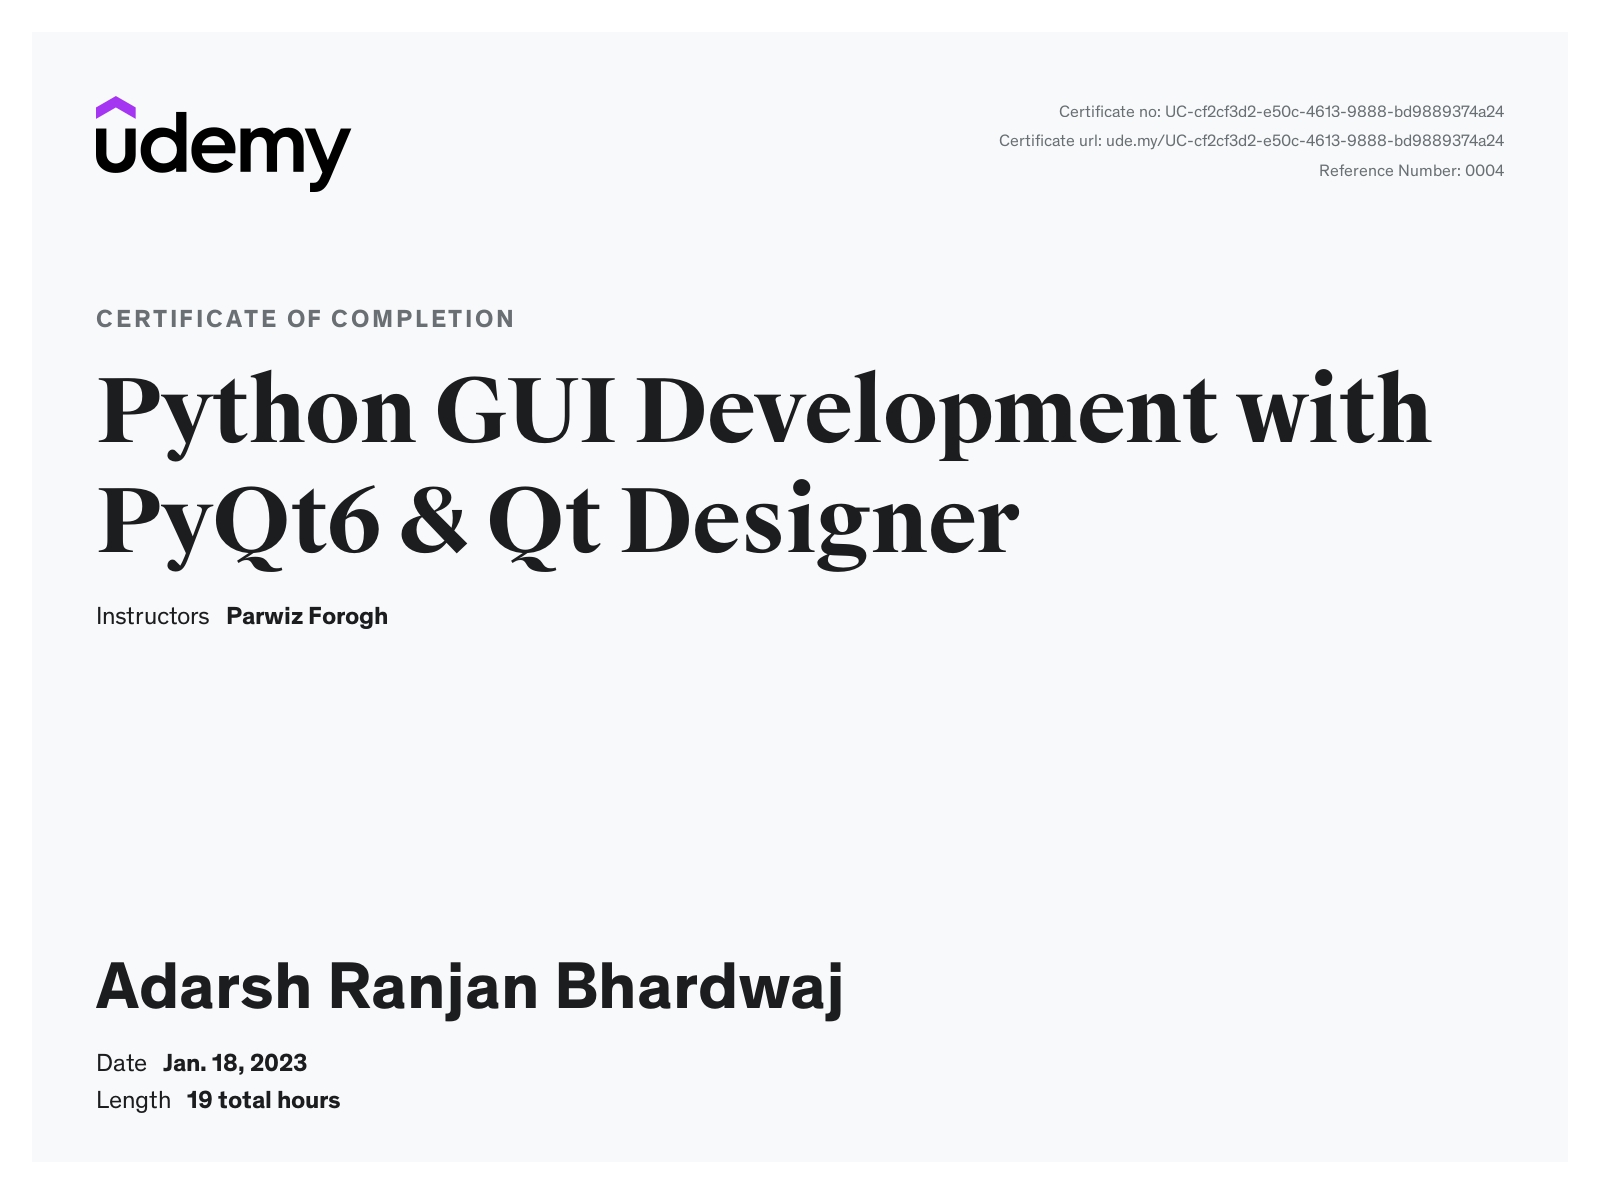 udemy
Certificate no: UC-cf2cf3d2-e50c-4613-9888-bd9889374a24
Certificate url: ude.my/UC-cf2cf3d2-e50c-4613-9888-bd9889374a24
Reference Number: 0004
CERTIFICATE OF COMPLETION
Python GUI Development with
PyQt6 & Qt Designer
Instructors Parwiz Forogh
Adarsh Ranjan Bhardwaj
Date Jan. 18, 2023
Length 19 total hours